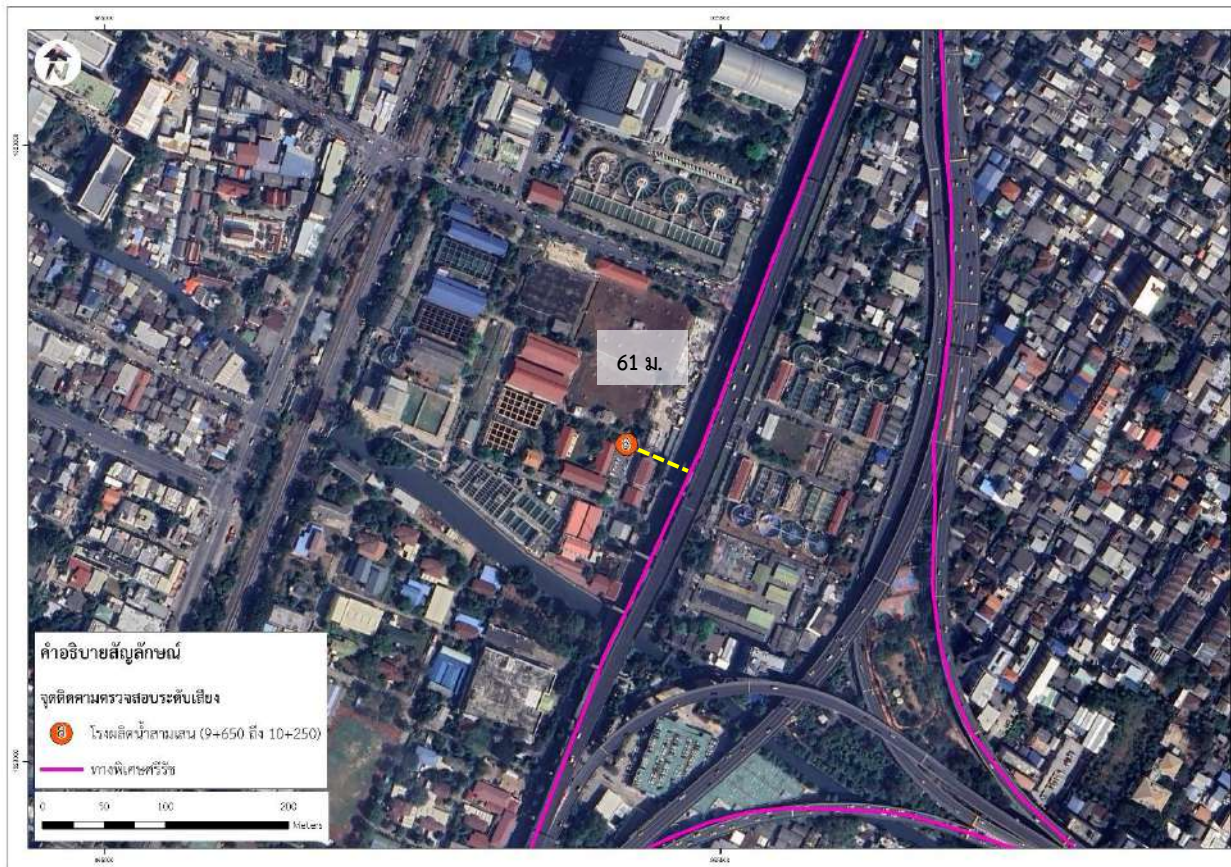 N
61 ม.
คำอธิบายสัญลักษณ์
จุดติดตามตรวจสอบระดับเสียง
โรงผลิตน้ำสามเสน (9+650 ถึง 10+250)
ทางพิเศษศรีรัช
0 50 100 200
Meters